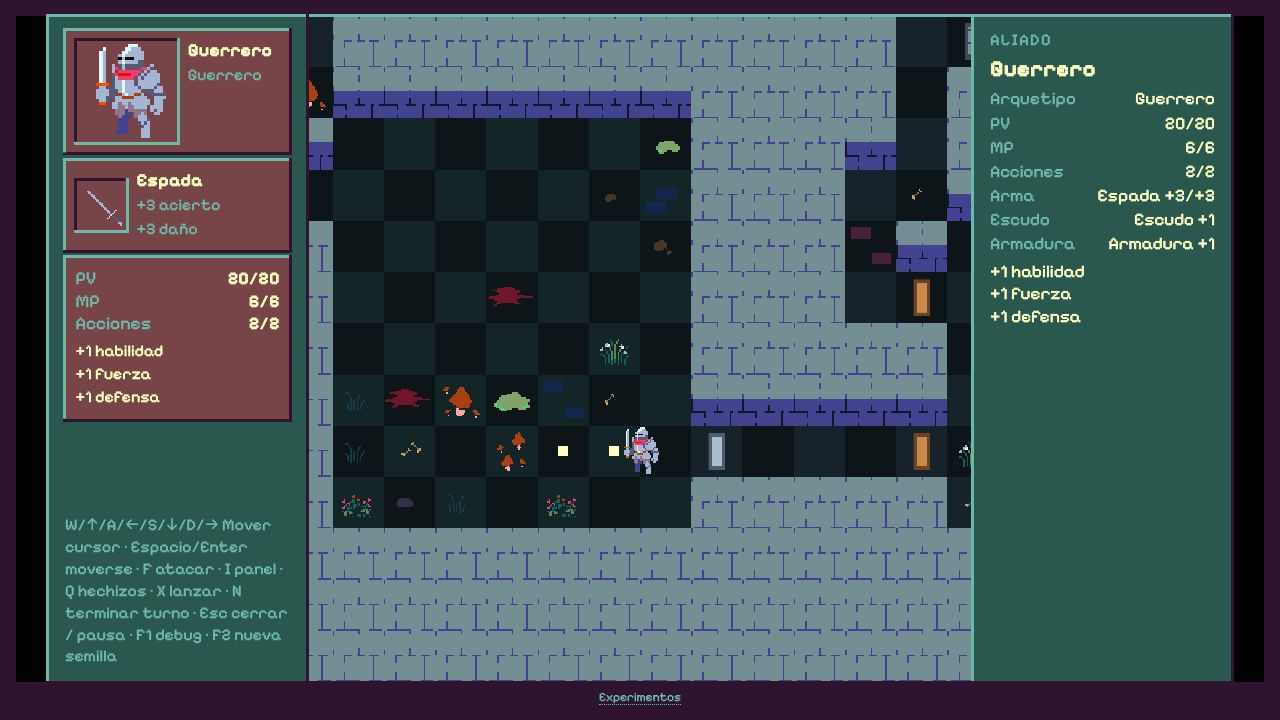 Guerrero
Guerrero
Espada
+3 acierto
+3 daño
PV 20/20
MP 6/6
Acciones 2/2
+1 habilidad
+1 fuerza
+1 defensa
W/↑/A/←/S/↓/D/→ Mover
cursor · Espacio/Enter
moverse · F atacar · I panel ·
Q hechizos · X lanzar · N
terminar turno · Esc cerrar
/ pausa · F1 debug · F2 nueva
semilla
ALIADO
Guerrero
Arquetipo Guerrero
PV 20/20
MP 6/6
Acciones 2/2
Arma Espada +3/+3
Escudo Escudo +1
Armadura Armadura +1
+1 habilidad
+1 fuerza
+1 defensa
Experimentos